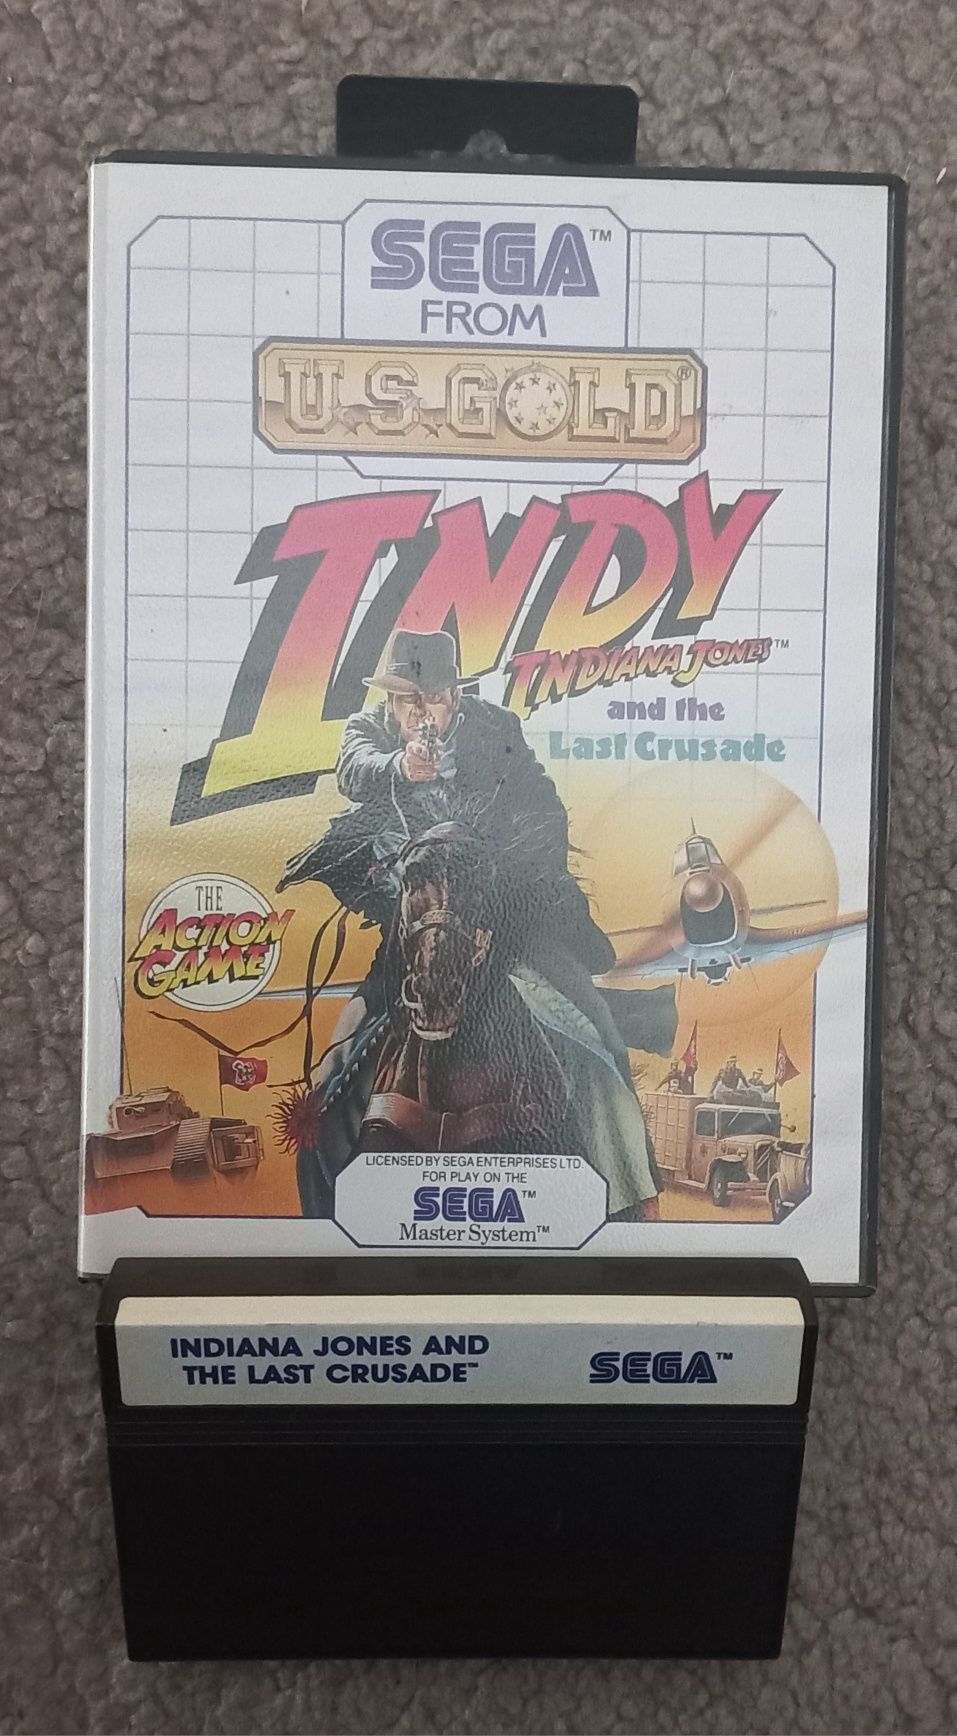 SEGA™
FROM
U.S.GOLD®
INDY
INDIANA JONES™
and the
Last Crusade
THE
ACTION
GAME
LICENSED BY SEGA ENTERPRISES LTD.
FOR PLAY ON THE
SEGA™
Master System™
INDIANA JONES AND
THE LAST CRUSADE™
SEGA™